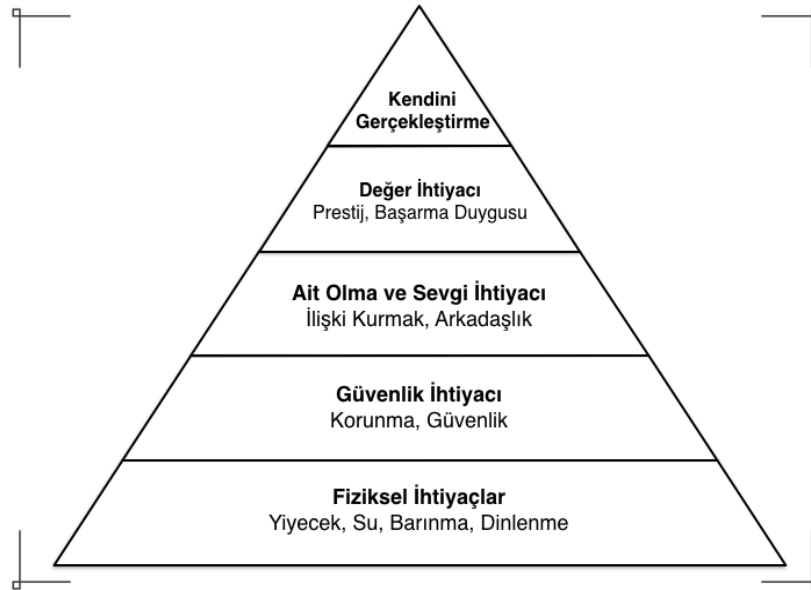 Kendini
Gerçekleştirme
Değer İhtiyacı
Prestij, Başarma Duygusu
Ait Olma ve Sevgi İhtiyacı
İlişki Kurmak, Arkadaşlık
Güvenlik İhtiyacı
Korunma, Güvenlik
Fiziksel İhtiyaçlar
Yiyecek, Su, Barınma, Dinlenme